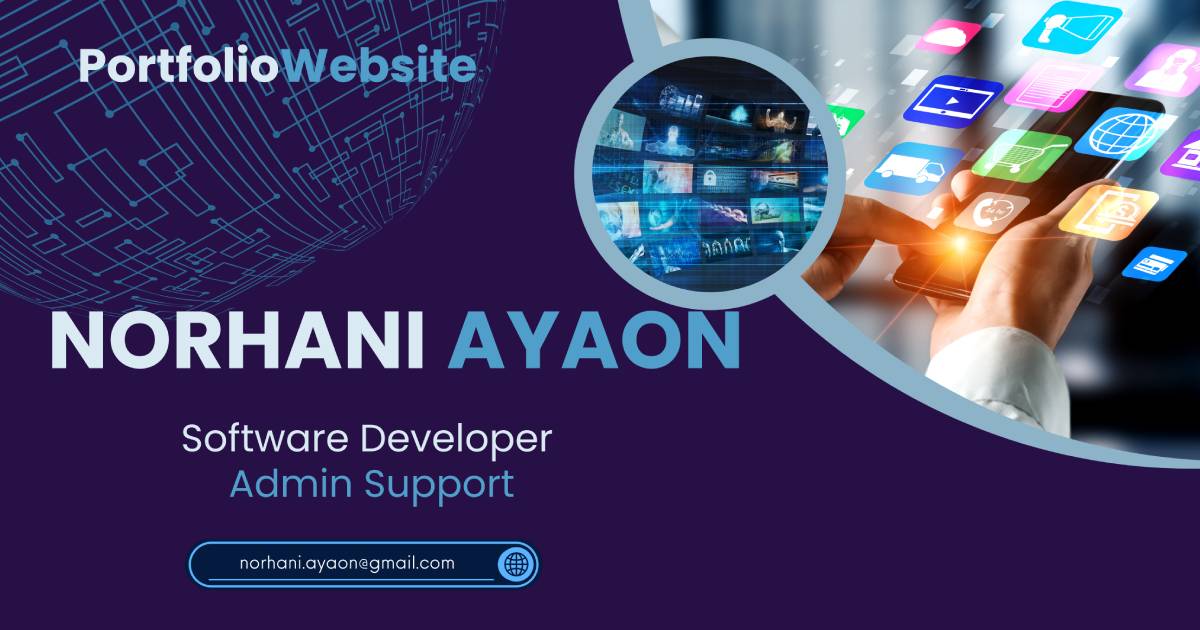 PortfolioWebsite
NORHANI AYAON
Software Developer
Admin Support
norhani.ayaon@gmail.com